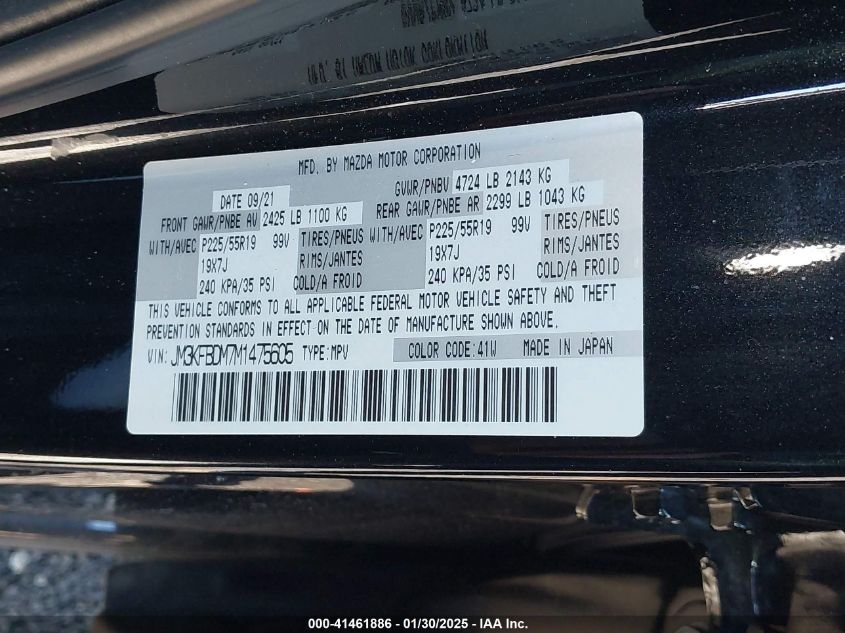 MFD. BY MAZDA MOTOR CORPORATION
DATE 09/21 GVWR/PNBV 4724 LB 2143 KG
FRONT GAWR/PNBE AV 2425 LB 1100 KG REAR GAWR/PNBE AR 2299 LB 1043 KG
WITH/AVEC P225/55R19 99V TIRES/PNEUS WITH/AVEC P225/55R19 99V TIRES/PNEUS
19X7J RIMS/JANTES 19X7J RIMS/JANTES
240 KPA/35 PSI COLD/A FROID 240 KPA/35 PSI COLD/A FROID
THIS VEHICLE CONFORMS TO ALL APPLICABLE FEDERAL MOTOR VEHICLE SAFETY AND THEFT
PREVENTION STANDARDS IN EFFECT ON THE DATE OF MANUFACTURE SHOWN ABOVE.
VIN: JM3KFBDM7M1475605 TYPE:MPV COLOR CODE:41W MADE IN JAPAN
000-41461886 - 01/30/2025 - IAA Inc.